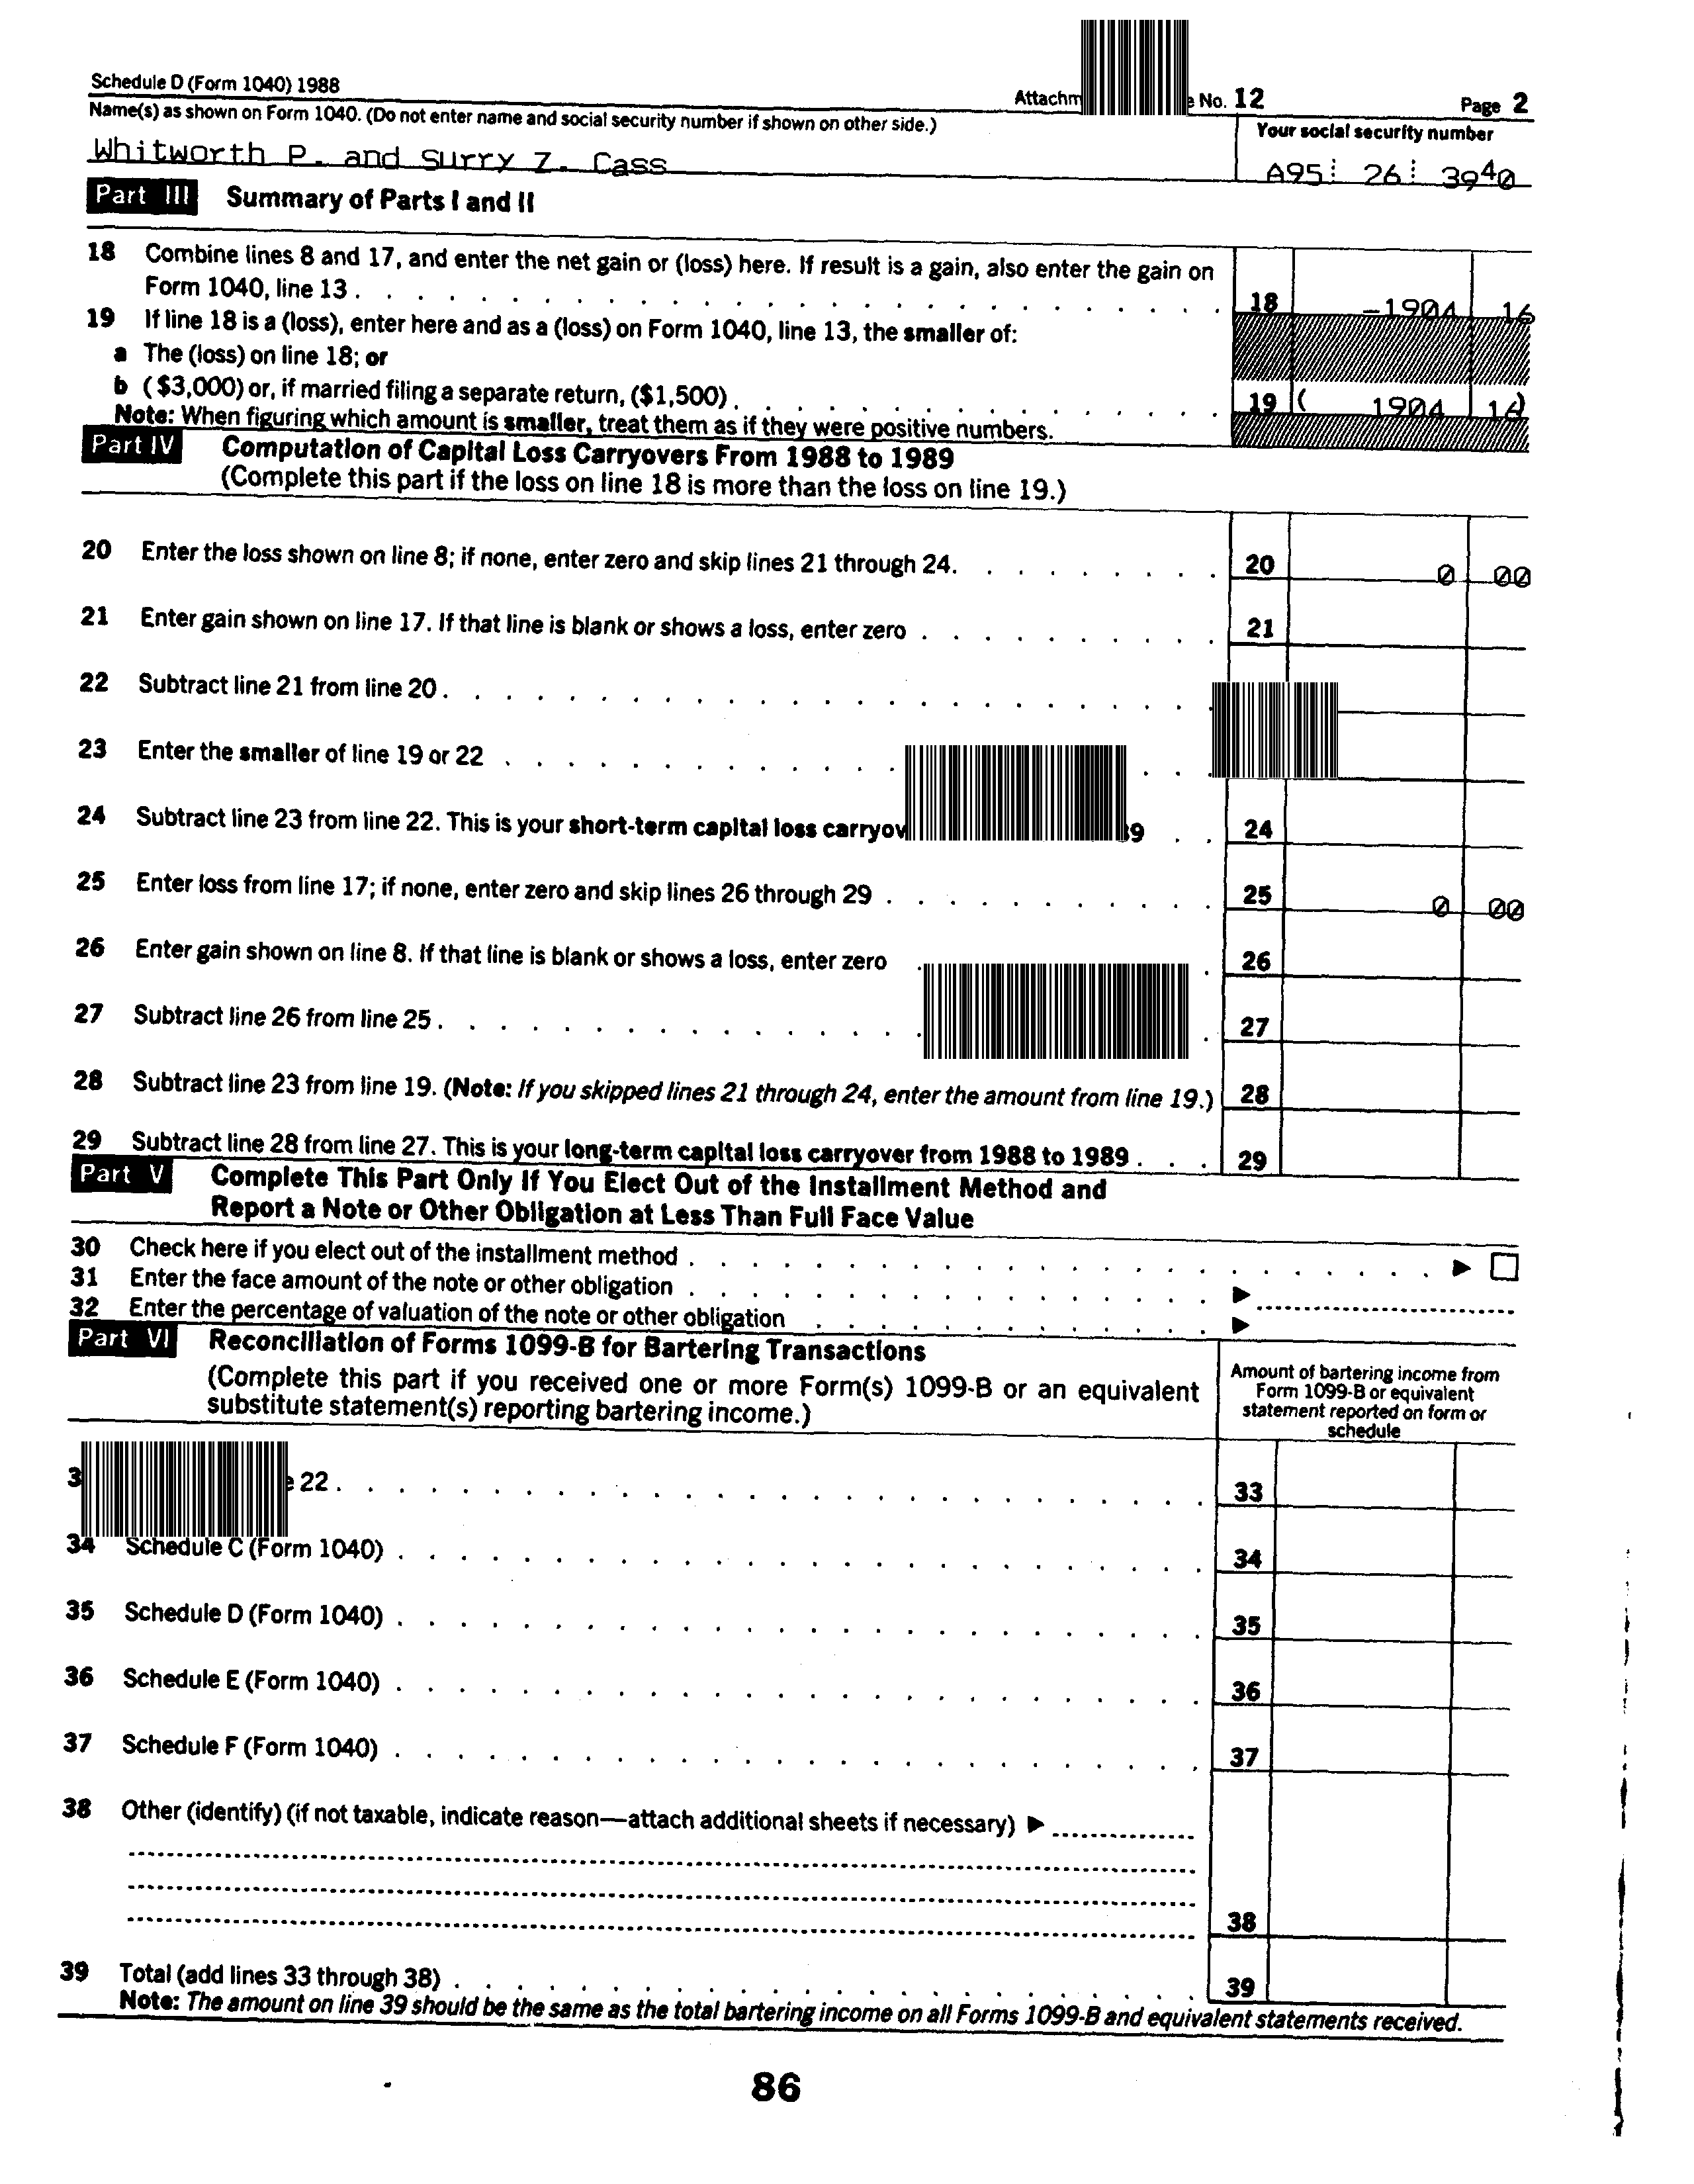 Schedule D (Form 1040) 1988
Attachm No. 12
Page 2
Name(s) as shown on Form 1040. (Do not enter name and social security number if shown on other side.)
Your social security number
Whitworth P. and Surry Z. Cass
A95 26 3940
Part III Summary of Parts I and II
18 Combine lines 8 and 17, and enter the net gain or (loss) here. If result is a gain, also enter the gain on
Form 1040, line 13 . . . . 18 -1904 16
19 If line 18 is a (loss), enter here and as a (loss) on Form 1040, line 13, the smaller of:
a The (loss) on line 18; or
b ($3,000) or, if married filing a separate return, ($1,500) . . . . 19 ( 1904 16)
Note: When figuring which amount is smaller, treat them as if they were positive numbers.
Part IV Computation of Capital Loss Carryovers From 1988 to 1989
(Complete this part if the loss on line 18 is more than the loss on line 19.)
20 Enter the loss shown on line 8; if none, enter zero and skip lines 21 through 24. . . . . 20 0 00
21 Enter gain shown on line 17. If that line is blank or shows a loss, enter zero . . . . 21
22 Subtract line 21 from line 20 . . . .
23 Enter the smaller of line 19 or 22 . . . .
24 Subtract line 23 from line 22. This is your short-term capital loss . . 24
25 Enter loss from line 17; if none, enter zero and skip lines 26 through 29 . . . . 25 0 00
26 Enter gain shown on line 8. If that line is blank or shows a loss, enter zero . . 26
27 Subtract line 26 from line 25 . . . . 27
28 Subtract line 23 from line 19. (Note: If you skipped lines 21 through 24, enter the amount from line 19.) 28
29 Subtract line 28 from line 27. This is your long-term capital loss carryover from 1988 to 1989 . . . 29
Part V Complete This Part Only If You Elect Out of the Installment Method and
Report a Note or Other Obligation at Less Than Full Face Value
30 Check here if you elect out of the installment method . . . . ▶ ☐
31 Enter the face amount of the note or other obligation . . . . ▶
32 Enter the percentage of valuation of the note or other obligation . . . . ▶
Part VI Reconciliation of Forms 1099-B for Bartering Transactions
(Complete this part if you received one or more Form(s) 1099-B or an equivalent
substitute statement(s) reporting bartering income.)
Amount of bartering income from
Form 1099-B or equivalent
statement reported on form or
schedule
22 . . . . 33
34 Schedule C (Form 1040) . . . . 34
35 Schedule D (Form 1040) . . . . 35
36 Schedule E (Form 1040) . . . . 36
37 Schedule F (Form 1040) . . . . 37
38 Other (identify) (if not taxable, indicate reason—attach additional sheets if necessary) ▶
38
39 Total (add lines 33 through 38) . . . . 39
Note: The amount on line 39 should be the same as the total bartering income on all Forms 1099-B and equivalent statements received.
86